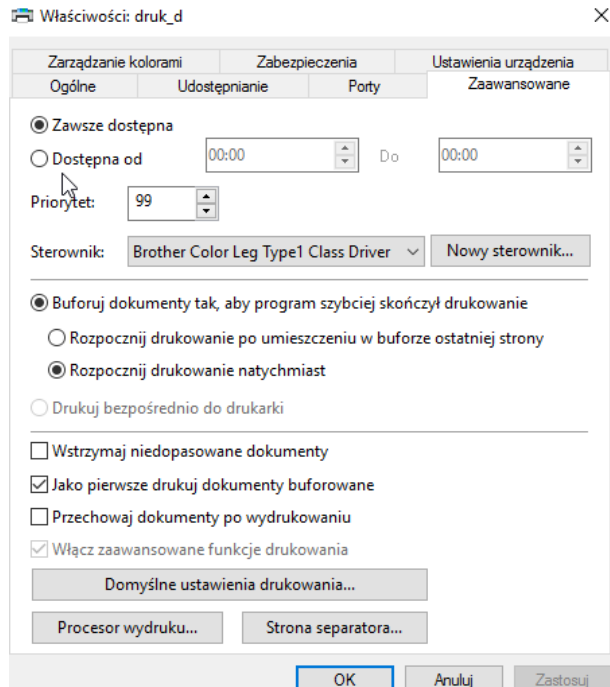 Właściwości: druk_d
Zarządzanie kolorami Zabezpieczenia Ustawienia urządzenia
Ogólne Udostępnianie Porty Zaawansowane
Zawsze dostępna
Dostępna od 00:00 Do 00:00
Priorytet: 99
Sterownik: Brother Color Leg Type1 Class Driver Nowy sterownik...
Buforuj dokumenty tak, aby program szybciej skończył drukowanie
Rozpocznij drukowanie po umieszczeniu w buforze ostatniej strony
Rozpocznij drukowanie natychmiast
Drukuj bezpośrednio do drukarki
Wstrzymaj niedopasowane dokumenty
Jako pierwsze drukuj dokumenty buforowane
Przechowaj dokumenty po wydrukowaniu
Włącz zaawansowane funkcje drukowania
Domyślne ustawienia drukowania...
Procesor wydruku... Strona separatora...
OK Anuluj Zastosuj